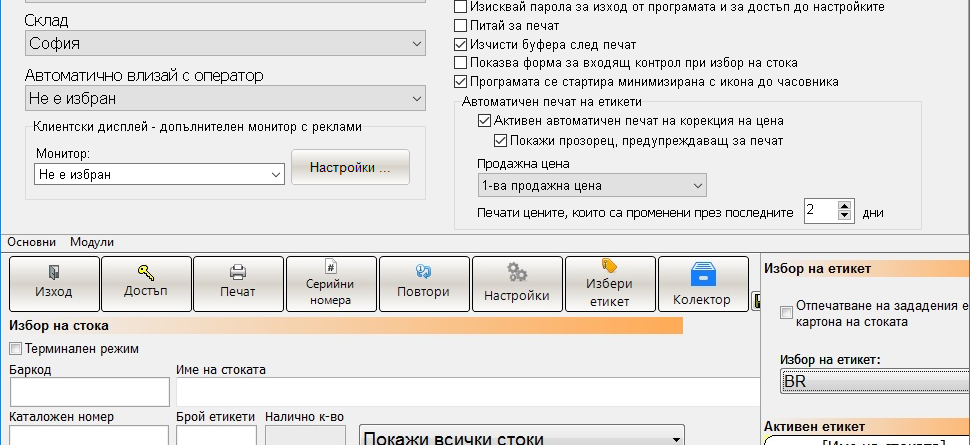 Изисквай парола за изход от програмата и за достъп до настройките
Склад
Питай за печат
София
Изчисти буфера след печат
Показва форма за входящ контрол при избор на стока
Автоматично влизай с оператор
Програмата се стартира минимизирана с икона до часовника
Не е избран
Автоматичен печат на етикети
Активен автоматичен печат на корекция на цена
Клиентски дисплей - допълнителен монитор с реклами
Покажи прозорец, предупреждаващ за печат
Монитор:
Не е избран
Настройки ...
Продажна цена
1-ва продажна цена
Печати цените, които са променени през последните 2 дни
Основни Модули
Изход
Достъп
Печат
Серийни номера
Повтори
Настройки
Избери етикет
Колектор
Избор на етикет
Отпечатване на зададения е
картона на стоката
Избор на стока
Терминален режим
Избор на етикет:
Баркод Име на стоката
BR
Каталожен номер Брой етикети Налично к-во
Покажи всички стоки
Активен етикет